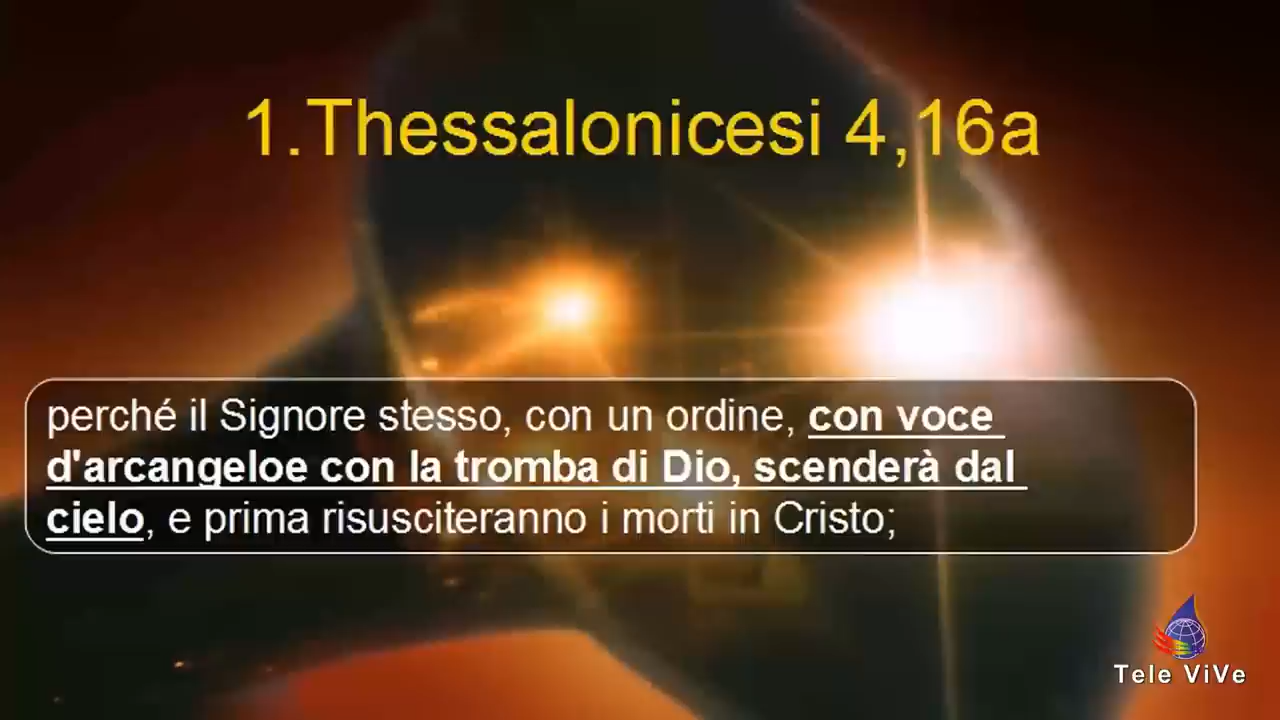 1.Thessalonicesi 4,16a
perché il Signore stesso, con un ordine, con voce
d'arcangeloe con la tromba di Dio, scenderà dal
cielo, e prima risusciteranno i morti in Cristo;
Tele ViVe